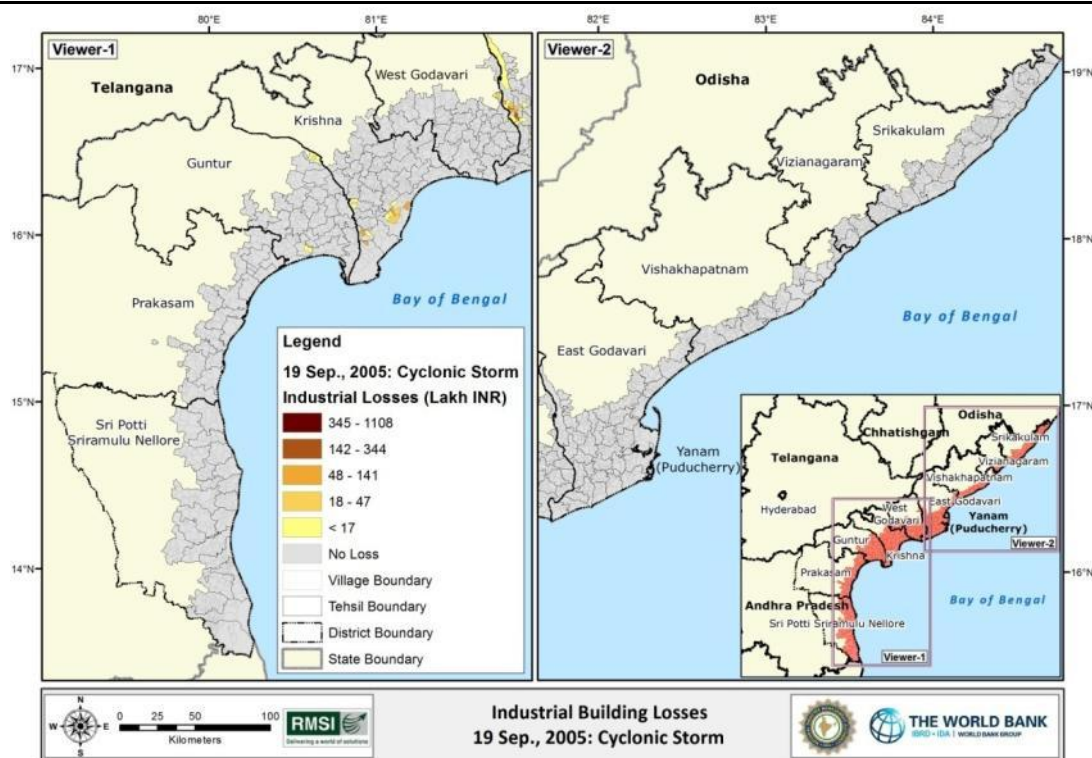 80°E
81°E
82°E
83°E
84°E
Viewer-1
17°N
16°N
15°N
14°N
Telangana
West Godavari
Krishna
Guntur
Prakasam
Sri Potti
Sriramulu Nellore
Bay of Bengal
Legend
19 Sep., 2005: Cyclonic Storm
Industrial Losses (Lakh INR)
345 - 1108
142 - 344
48 - 141
18 - 47
< 17
No Loss
Village Boundary
Tehsil Boundary
District Boundary
State Boundary
Viewer-2
19°N
18°N
17°N
16°N
Odisha
Srikakulam
Vizianagaram
Vishakhapatnam
East Godavari
Bay of Bengal
Yanam
(Puducherry)
Odisha
Chhatishgarh
Srikakulam
Telangana
Vizianagaram
Vishakhapatnam
East Godavari
Hyderabad
West
Godavari
Yanam
(Puducherry)
Guntur
Viewer-2
Krishna
Prakasam
Andhra Pradesh
Bay of Bengal
Sri Potti Sriramulu Nellore
Viewer-1
N
W E
S
0 25 50 100
Kilometers
RMSI
Delivering a world of solutions
Industrial Building Losses
19 Sep., 2005: Cyclonic Storm
THE WORLD BANK
IBRD • IDA | WORLD BANK GROUP